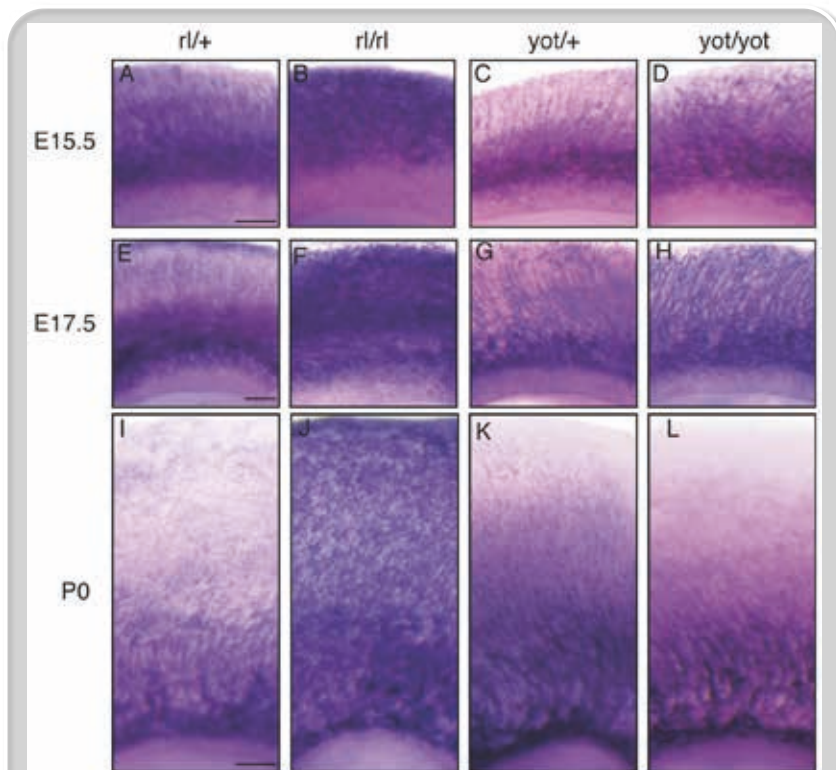 rl/+ rl/rl yot/+ yot/yot
A B C D
E15.5
E F G H
E17.5
I J K L
P0